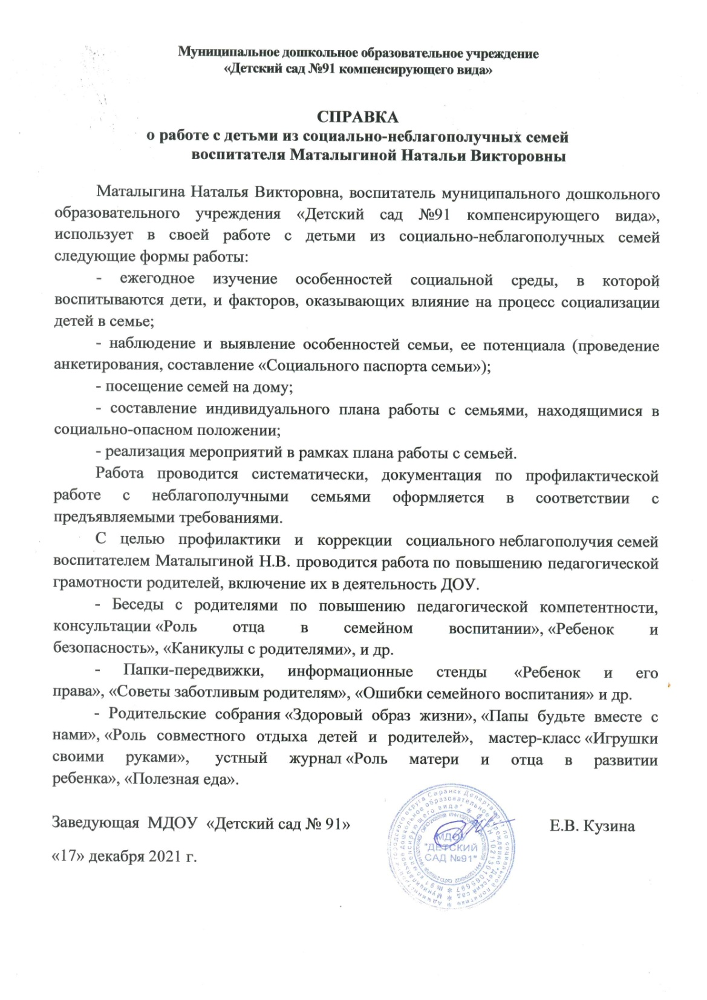 Муниципальное дошкольное образовательное учреждение
«Детский сад №91 компенсирующего вида»
СПРАВКА
о работе с детьми из социально-неблагополучных семей
воспитателя Маталыгиной Натальи Викторовны
Маталыгина Наталья Викторовна, воспитатель муниципального дошкольного
образовательного учреждения «Детский сад №91 компенсирующего вида»,
использует в своей работе с детьми из социально-неблагополучных семей
следующие формы работы:
- ежегодное изучение особенностей социальной среды, в которой
воспитываются дети, и факторов, оказывающих влияние на процесс социализации
детей в семье;
- наблюдение и выявление особенностей семьи, ее потенциала (проведение
анкетирования, составление «Социального паспорта семьи»);
- посещение семей на дому;
- составление индивидуального плана работы с семьями, находящимися в
социально-опасном положении;
- реализация мероприятий в рамках плана работы с семьей.
Работа проводится систематически, документация по профилактической
работе с неблагополучными семьями оформляется в соответствии с
предъявляемыми требованиями.
С целью профилактики и коррекции социального неблагополучия семей
воспитателем Маталыгиной Н.В. проводится работа по повышению педагогической
грамотности родителей, включение их в деятельность ДОУ.
- Беседы с родителями по повышению педагогической компетентности,
консультации «Роль отца в семейном воспитании», «Ребенок и
безопасность», «Каникулы с родителями», и др.
- Папки-передвижки, информационные стенды «Ребенок и его
права», «Советы заботливым родителям», «Ошибки семейного воспитания» и др.
- Родительские собрания «Здоровый образ жизни», «Папы будьте вместе с
нами», «Роль совместного отдыха детей и родителей», мастер-класс «Игрушки
своими руками», устный журнал «Роль матери и отца в развитии
ребенка», «Полезная еда».
Заведующая МДОУ «Детский сад № 91» Е.В. Кузина
«17» декабря 2021 г.
МДОУ
"ДЕТСКИЙ
САД №91"